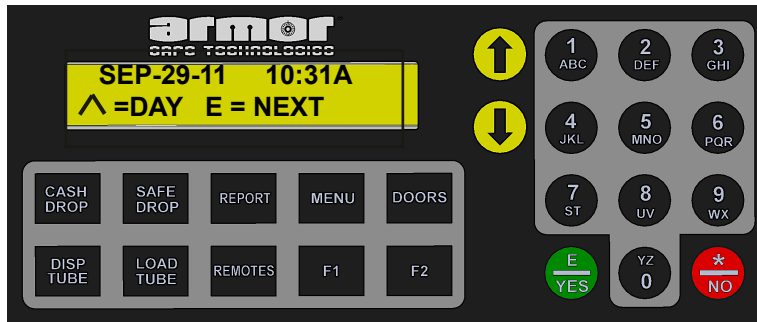 armor
SAFE TECHNOLOGIES
SEP-29-11 10:31A
^ =DAY E = NEXT
CASH DROP
SAFE DROP
REPORT
MENU
DOORS
DISP TUBE
LOAD TUBE
REMOTES
F1
F2
1
ABC
2
DEF
3
GHI
4
JKL
5
MNO
6
PQR
7
ST
8
UV
9
WX
E
YES
YZ
0
*
NO